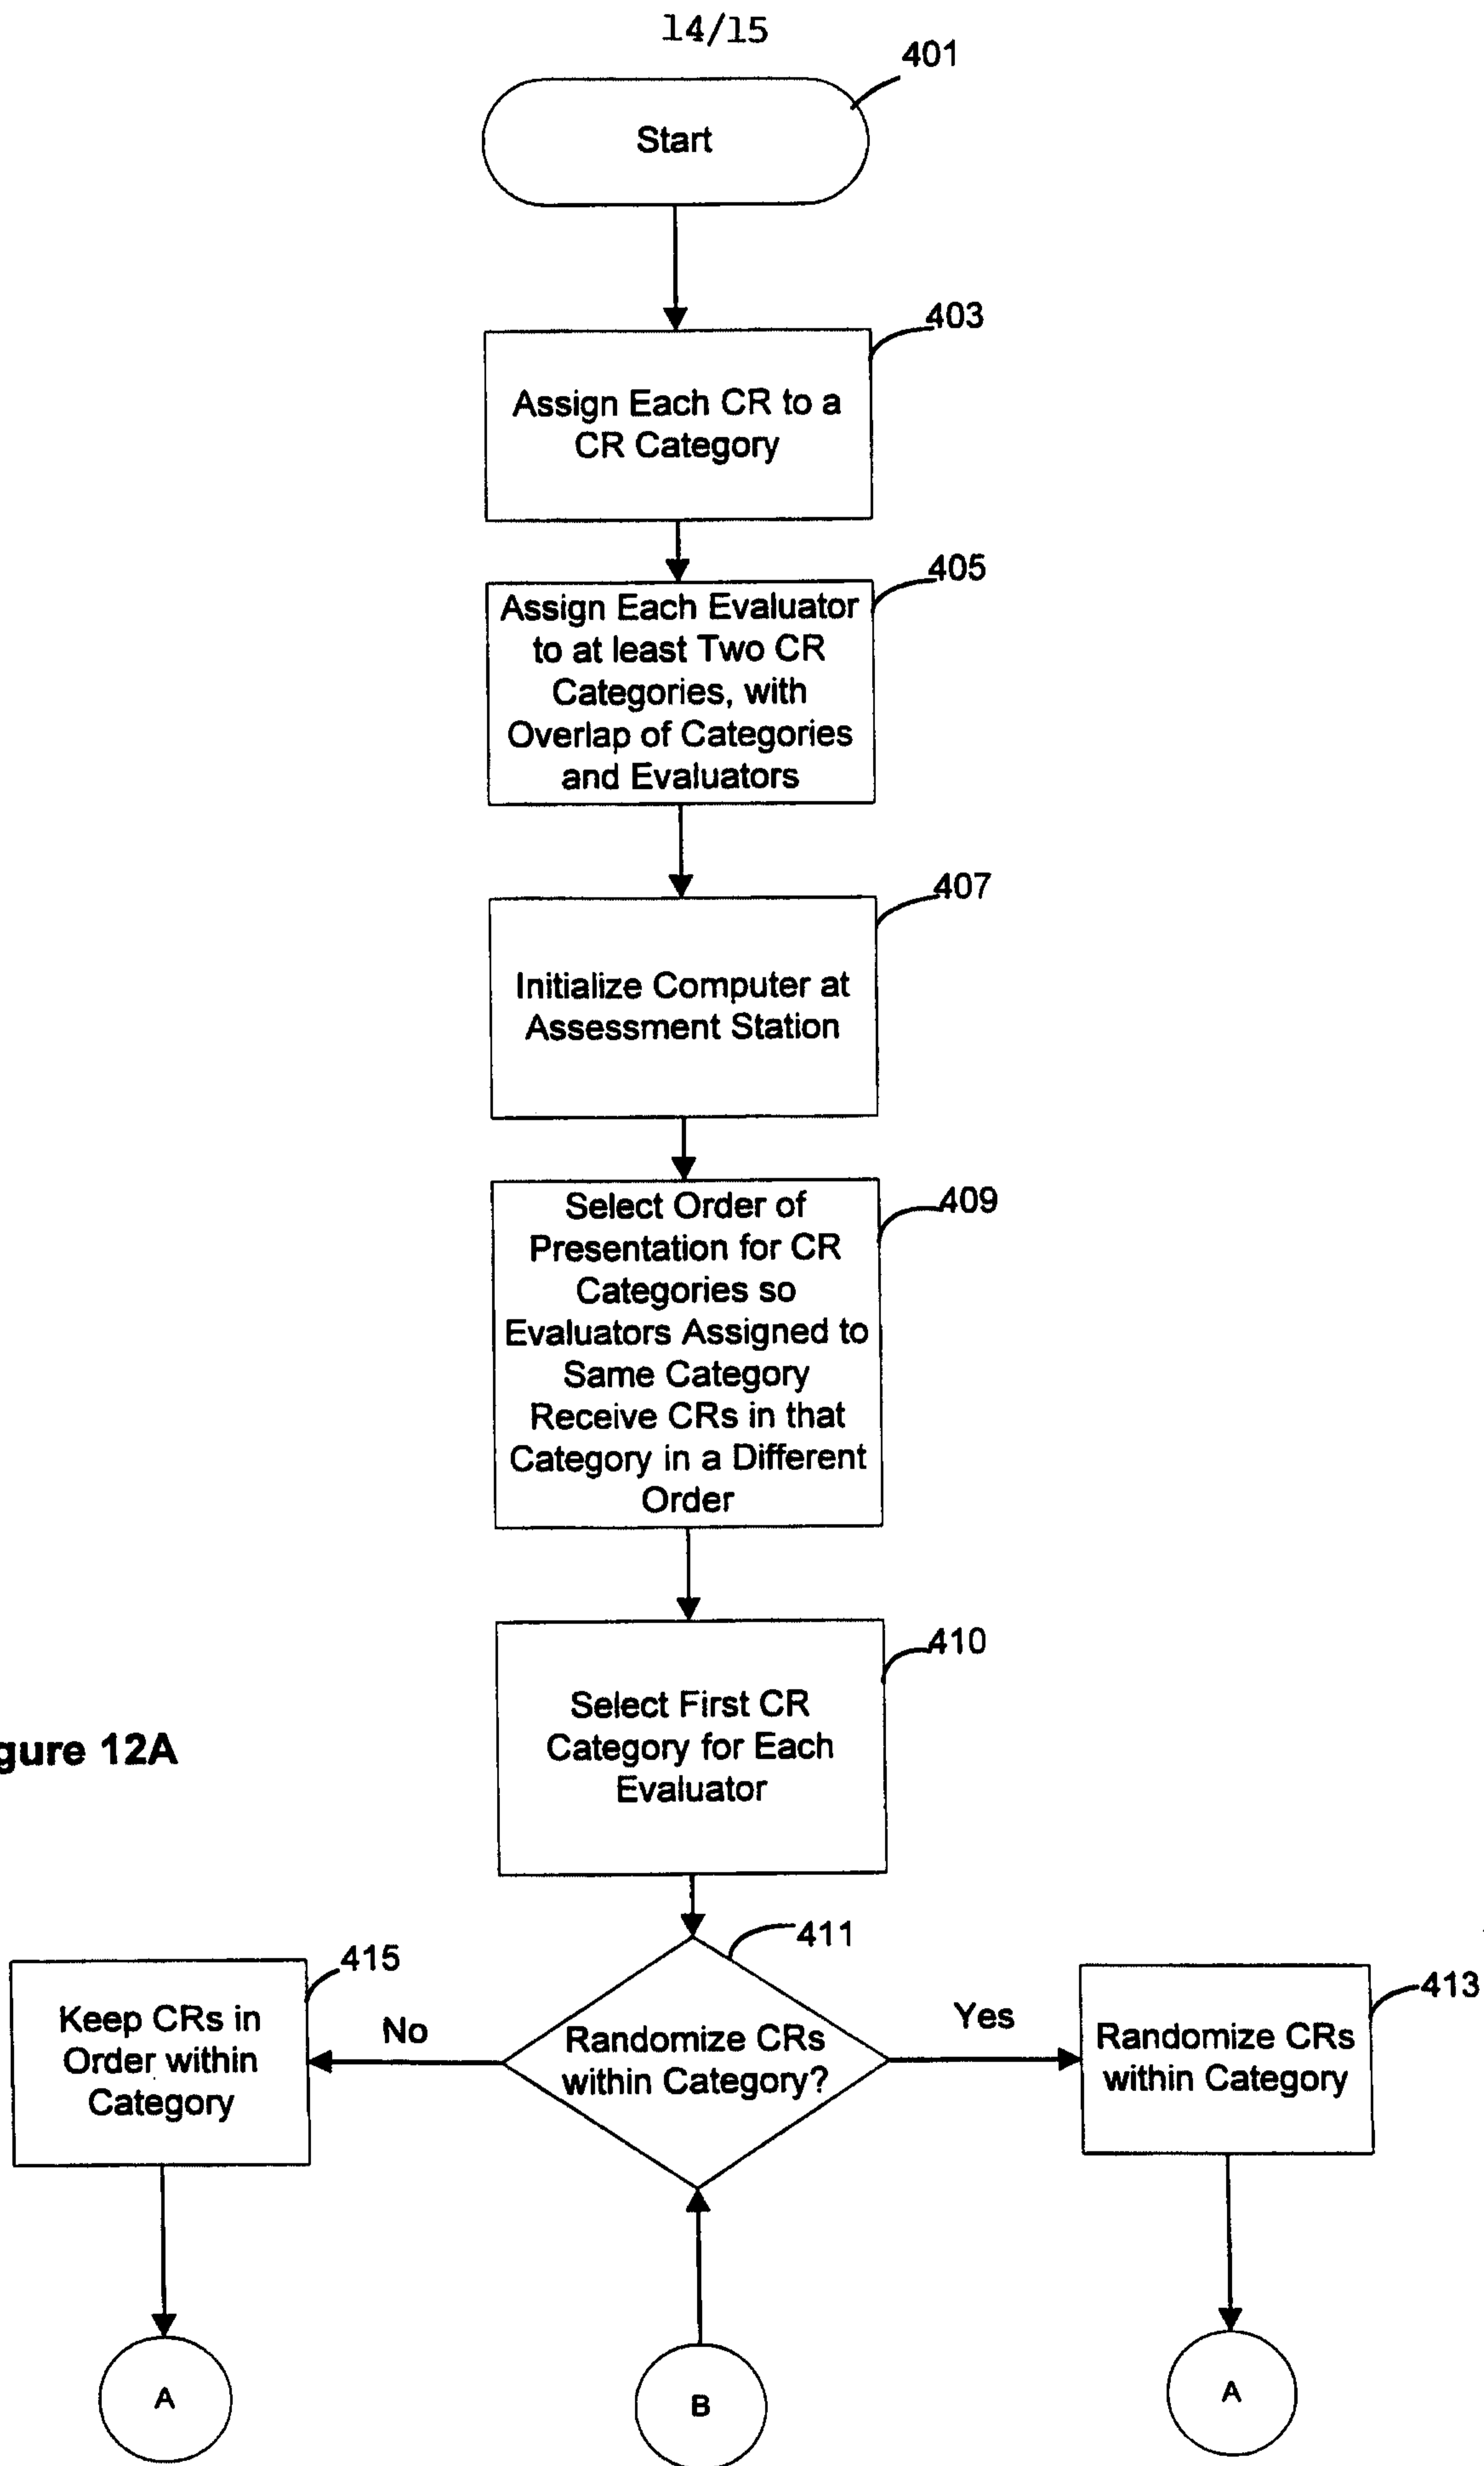 14/15
401
Start
403
Assign Each CR to a
CR Category
405
Assign Each Evaluator
to at least Two CR
Categories, with
Overlap of Categories
and Evaluators
407
Initialize Computer at
Assessment Station
409
Select Order of
Presentation for CR
Categories so
Evaluators Assigned to
Same Category
Receive CRs in that
Category in a Different
Order
410
Select First CR
Category for Each
Evaluator
gure 12A
411
415
Keep CRs in
Order within
Category
No
Randomize CRs
within Category?
Yes
413
Randomize CRs
within Category
A
B
A